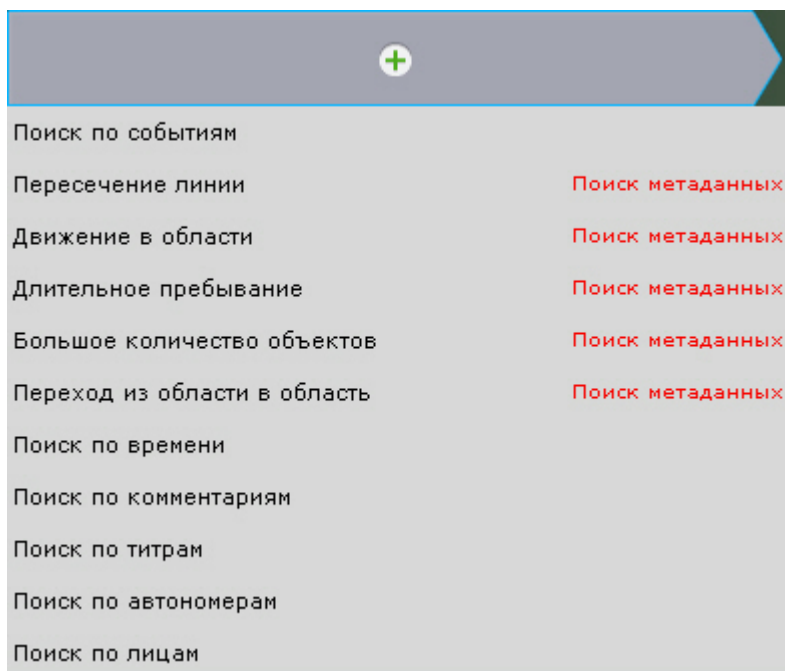 Поиск по событиям
Пересечение линии Поиск метаданных
Движение в области Поиск метаданных
Длительное пребывание Поиск метаданных
Большое количество объектов Поиск метаданных
Переход из области в область Поиск метаданных
Поиск по времени
Поиск по комментариям
Поиск по титрам
Поиск по автономерам
Поиск по лицам